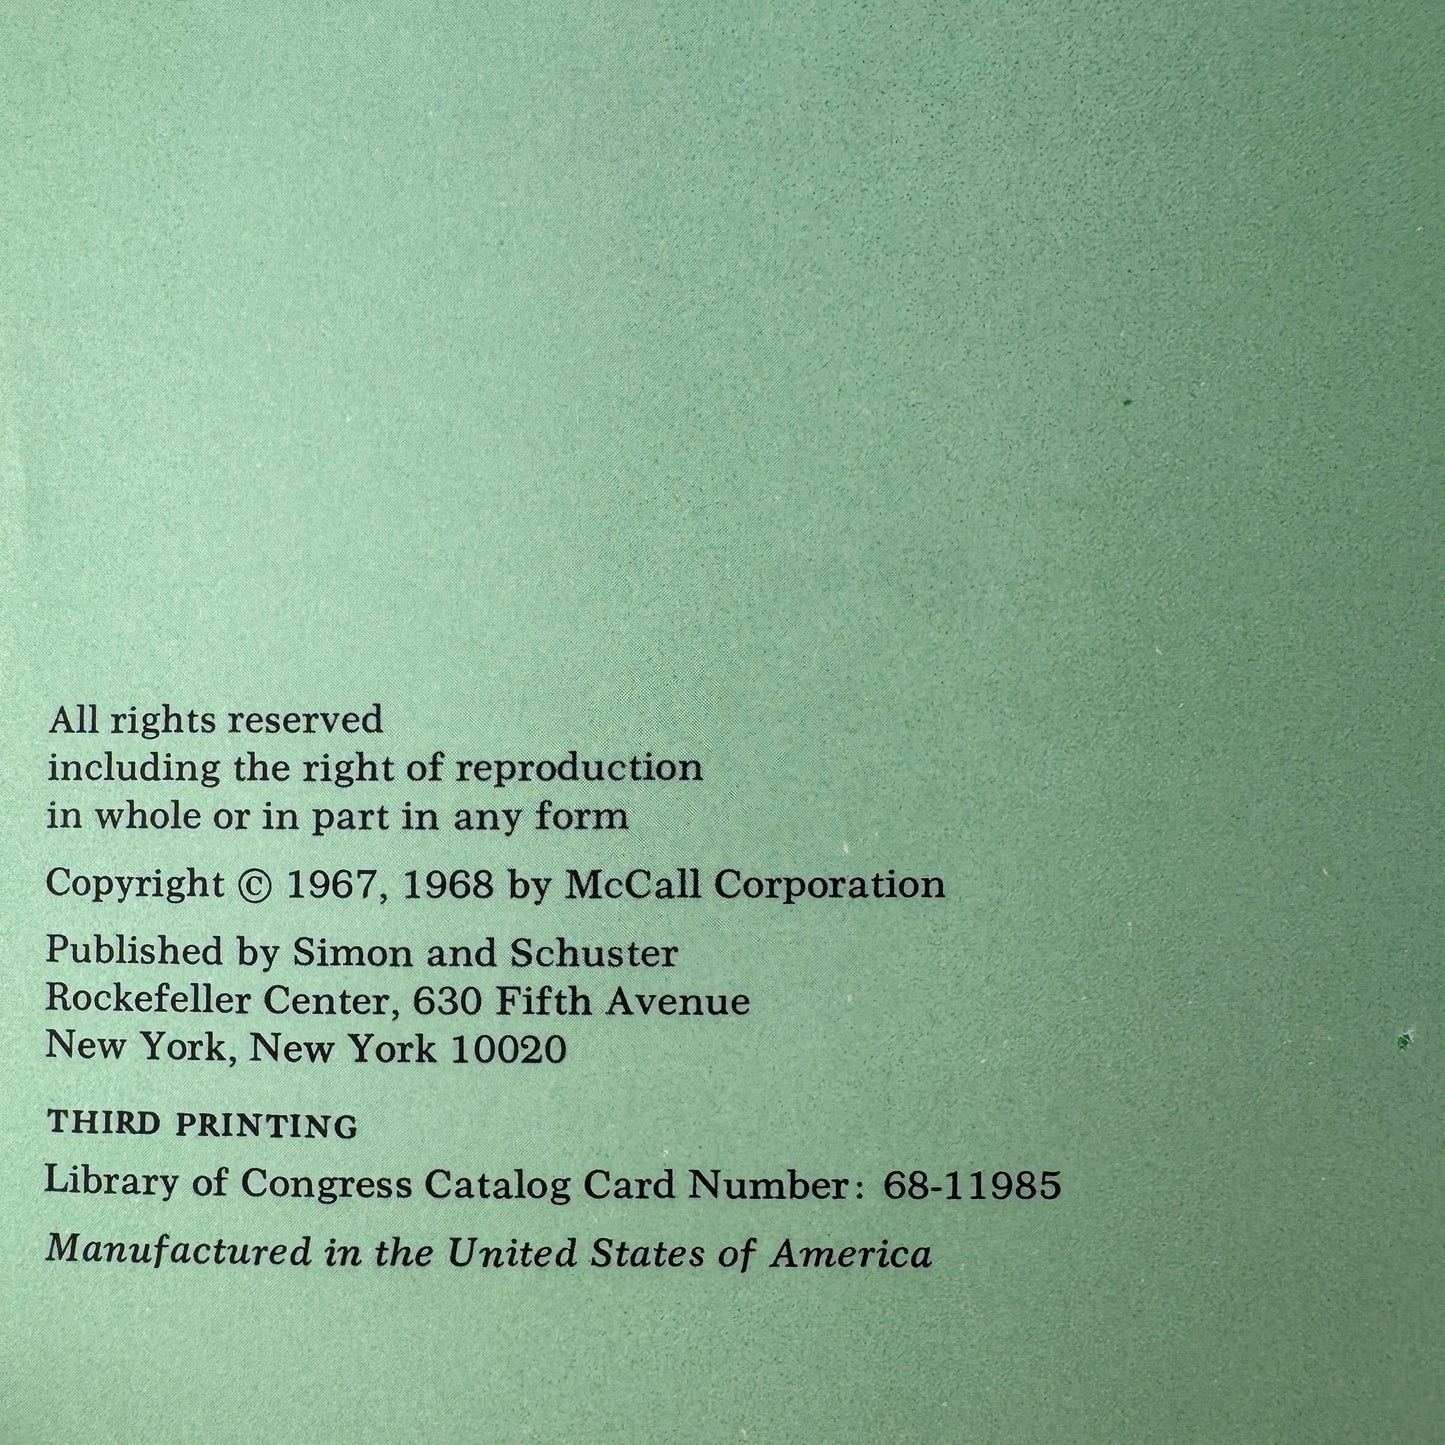 All rights reserved
including the right of reproduction
in whole or in part in any form
Copyright © 1967, 1968 by McCall Corporation
Published by Simon and Schuster
Rockefeller Center, 630 Fifth Avenue
New York, New York 10020
THIRD PRINTING
Library of Congress Catalog Card Number: 68-11985
Manufactured in the United States of America